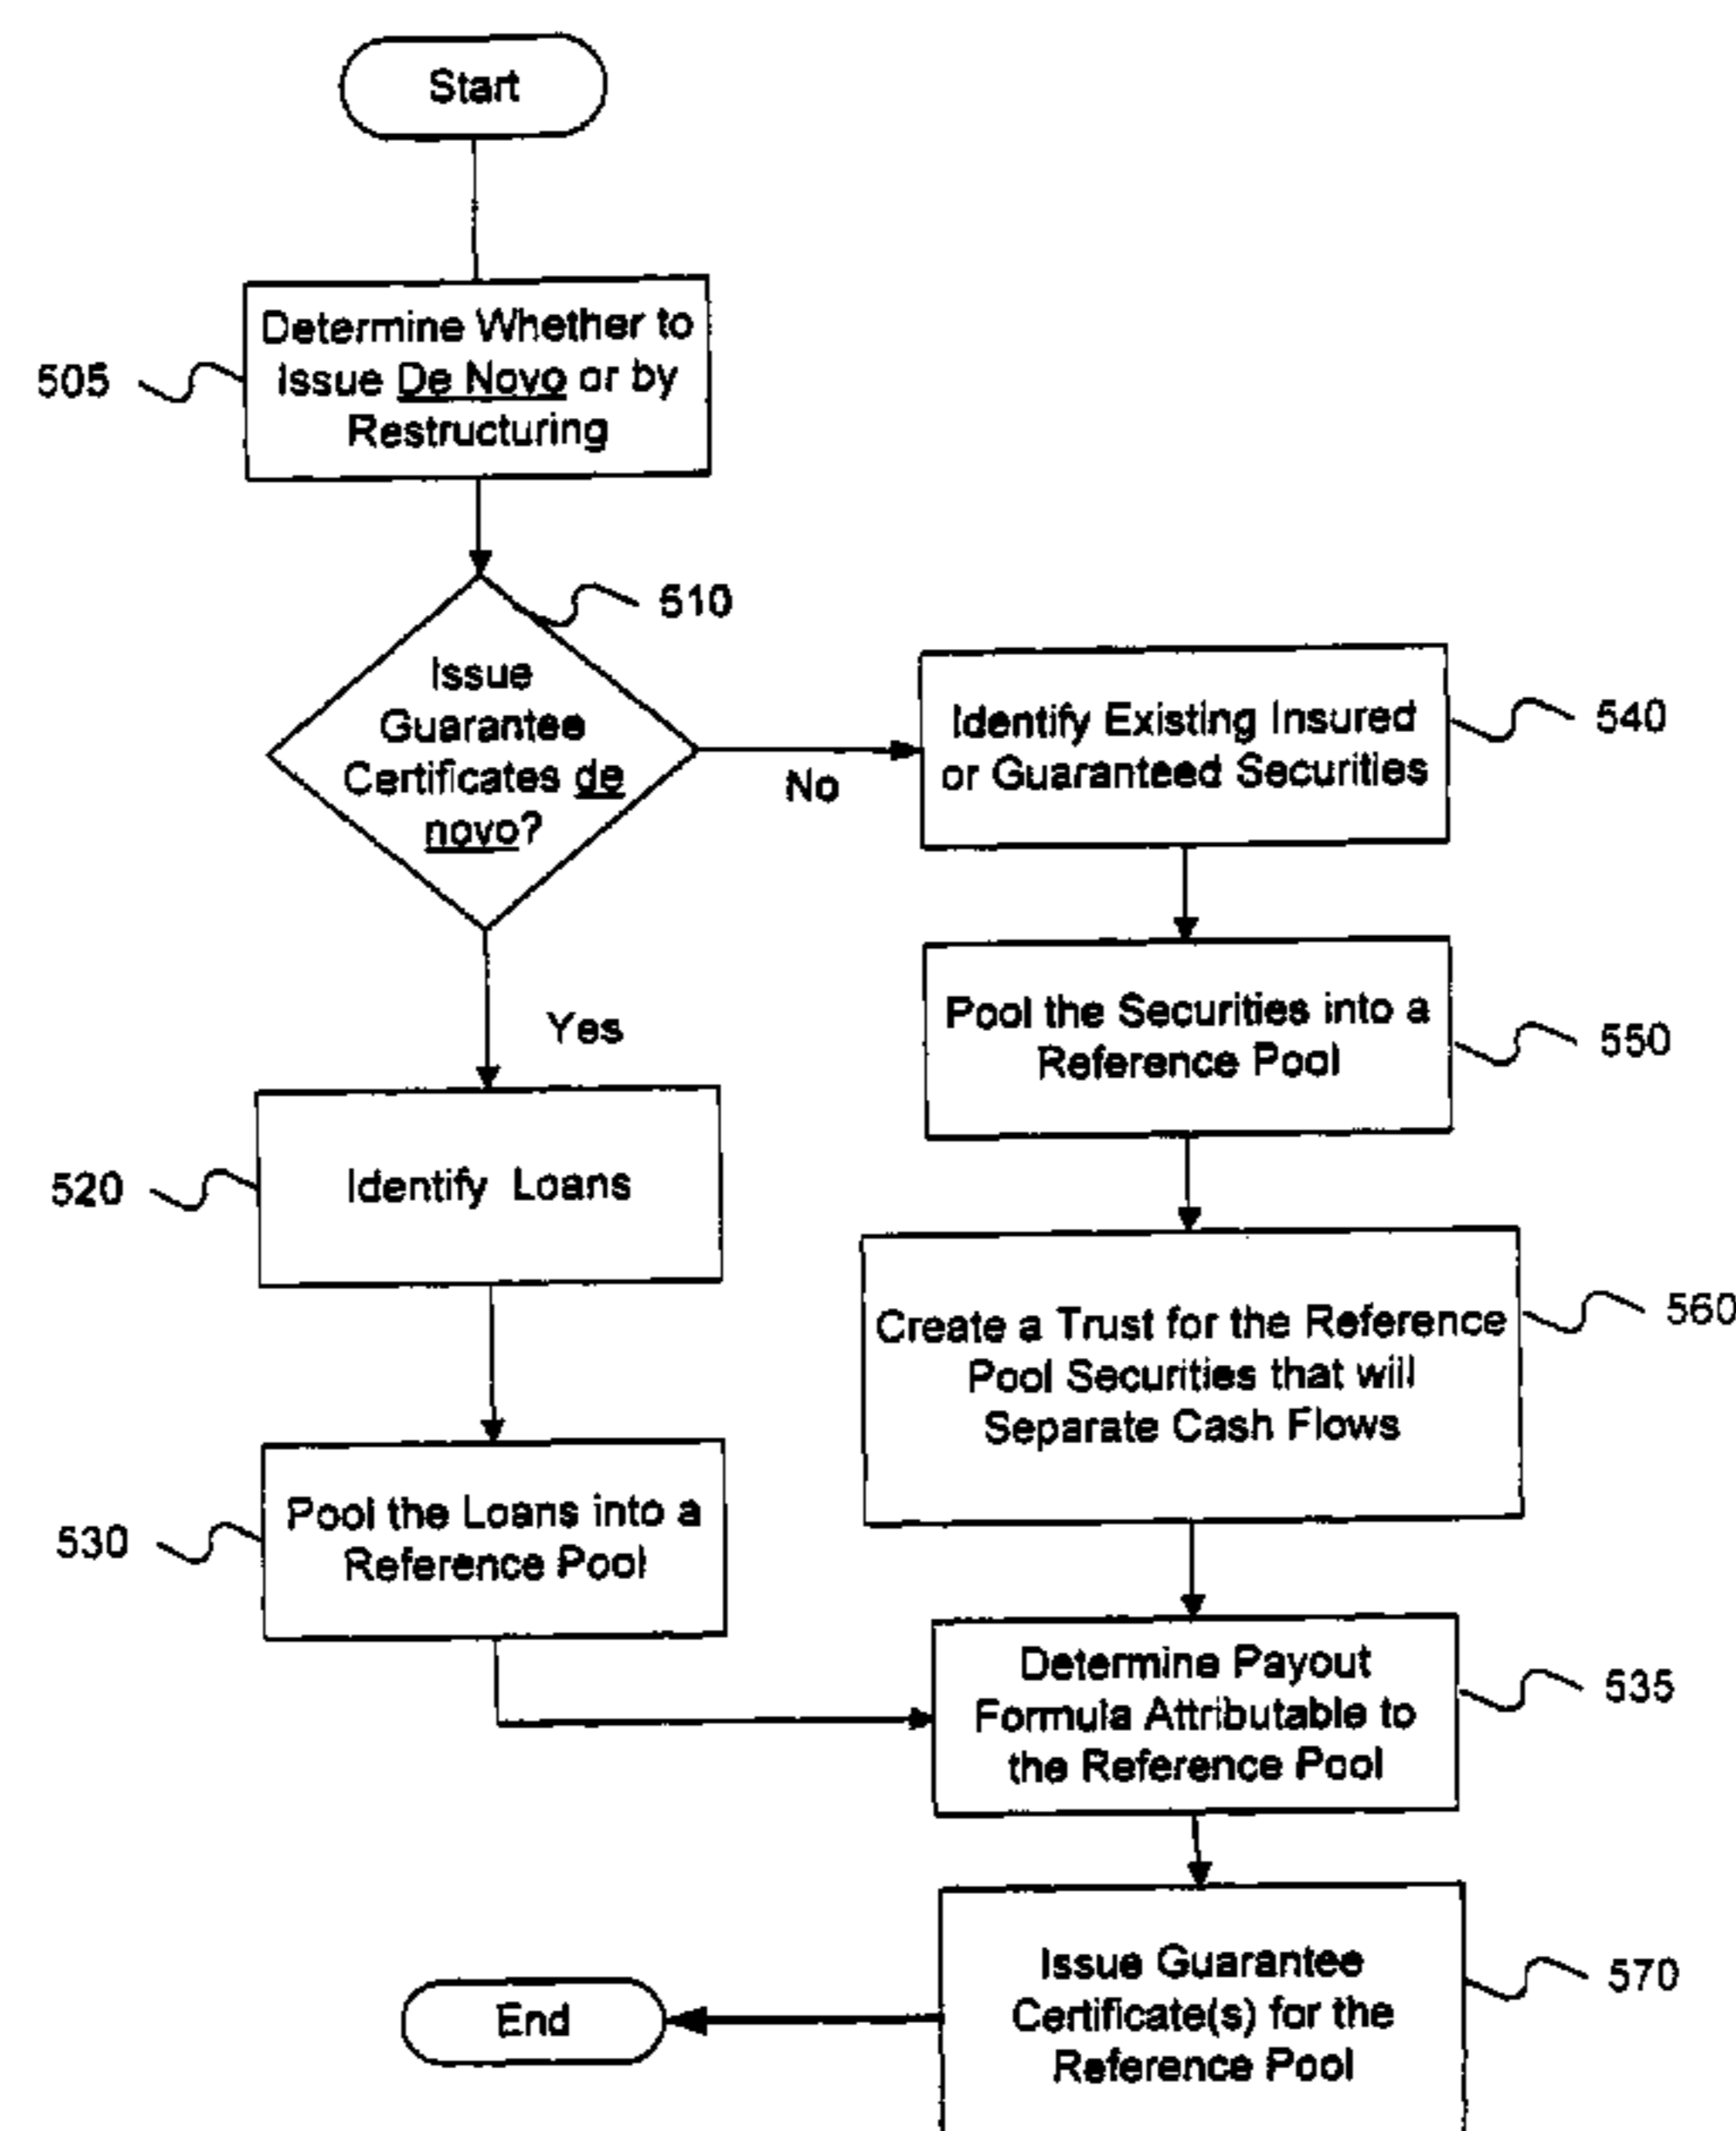 Start
Determine Whether to
Issue De Novo or by
Restructuring
505
510
Issue
Guarantee
Certificates de
novo?
No
Identify Existing Insured
or Guaranteed Securities
540
Pool the Securities into a
Reference Pool
550
Yes
Identify Loans
520
Create a Trust for the Reference
Pool Securities that will
Separate Cash Flows
560
Pool the Loans into a
Reference Pool
530
Determine Payout
Formula Attributable to
the Reference Pool
535
Issue Guarantee
Certificate(s) for the
Reference Pool
570
End